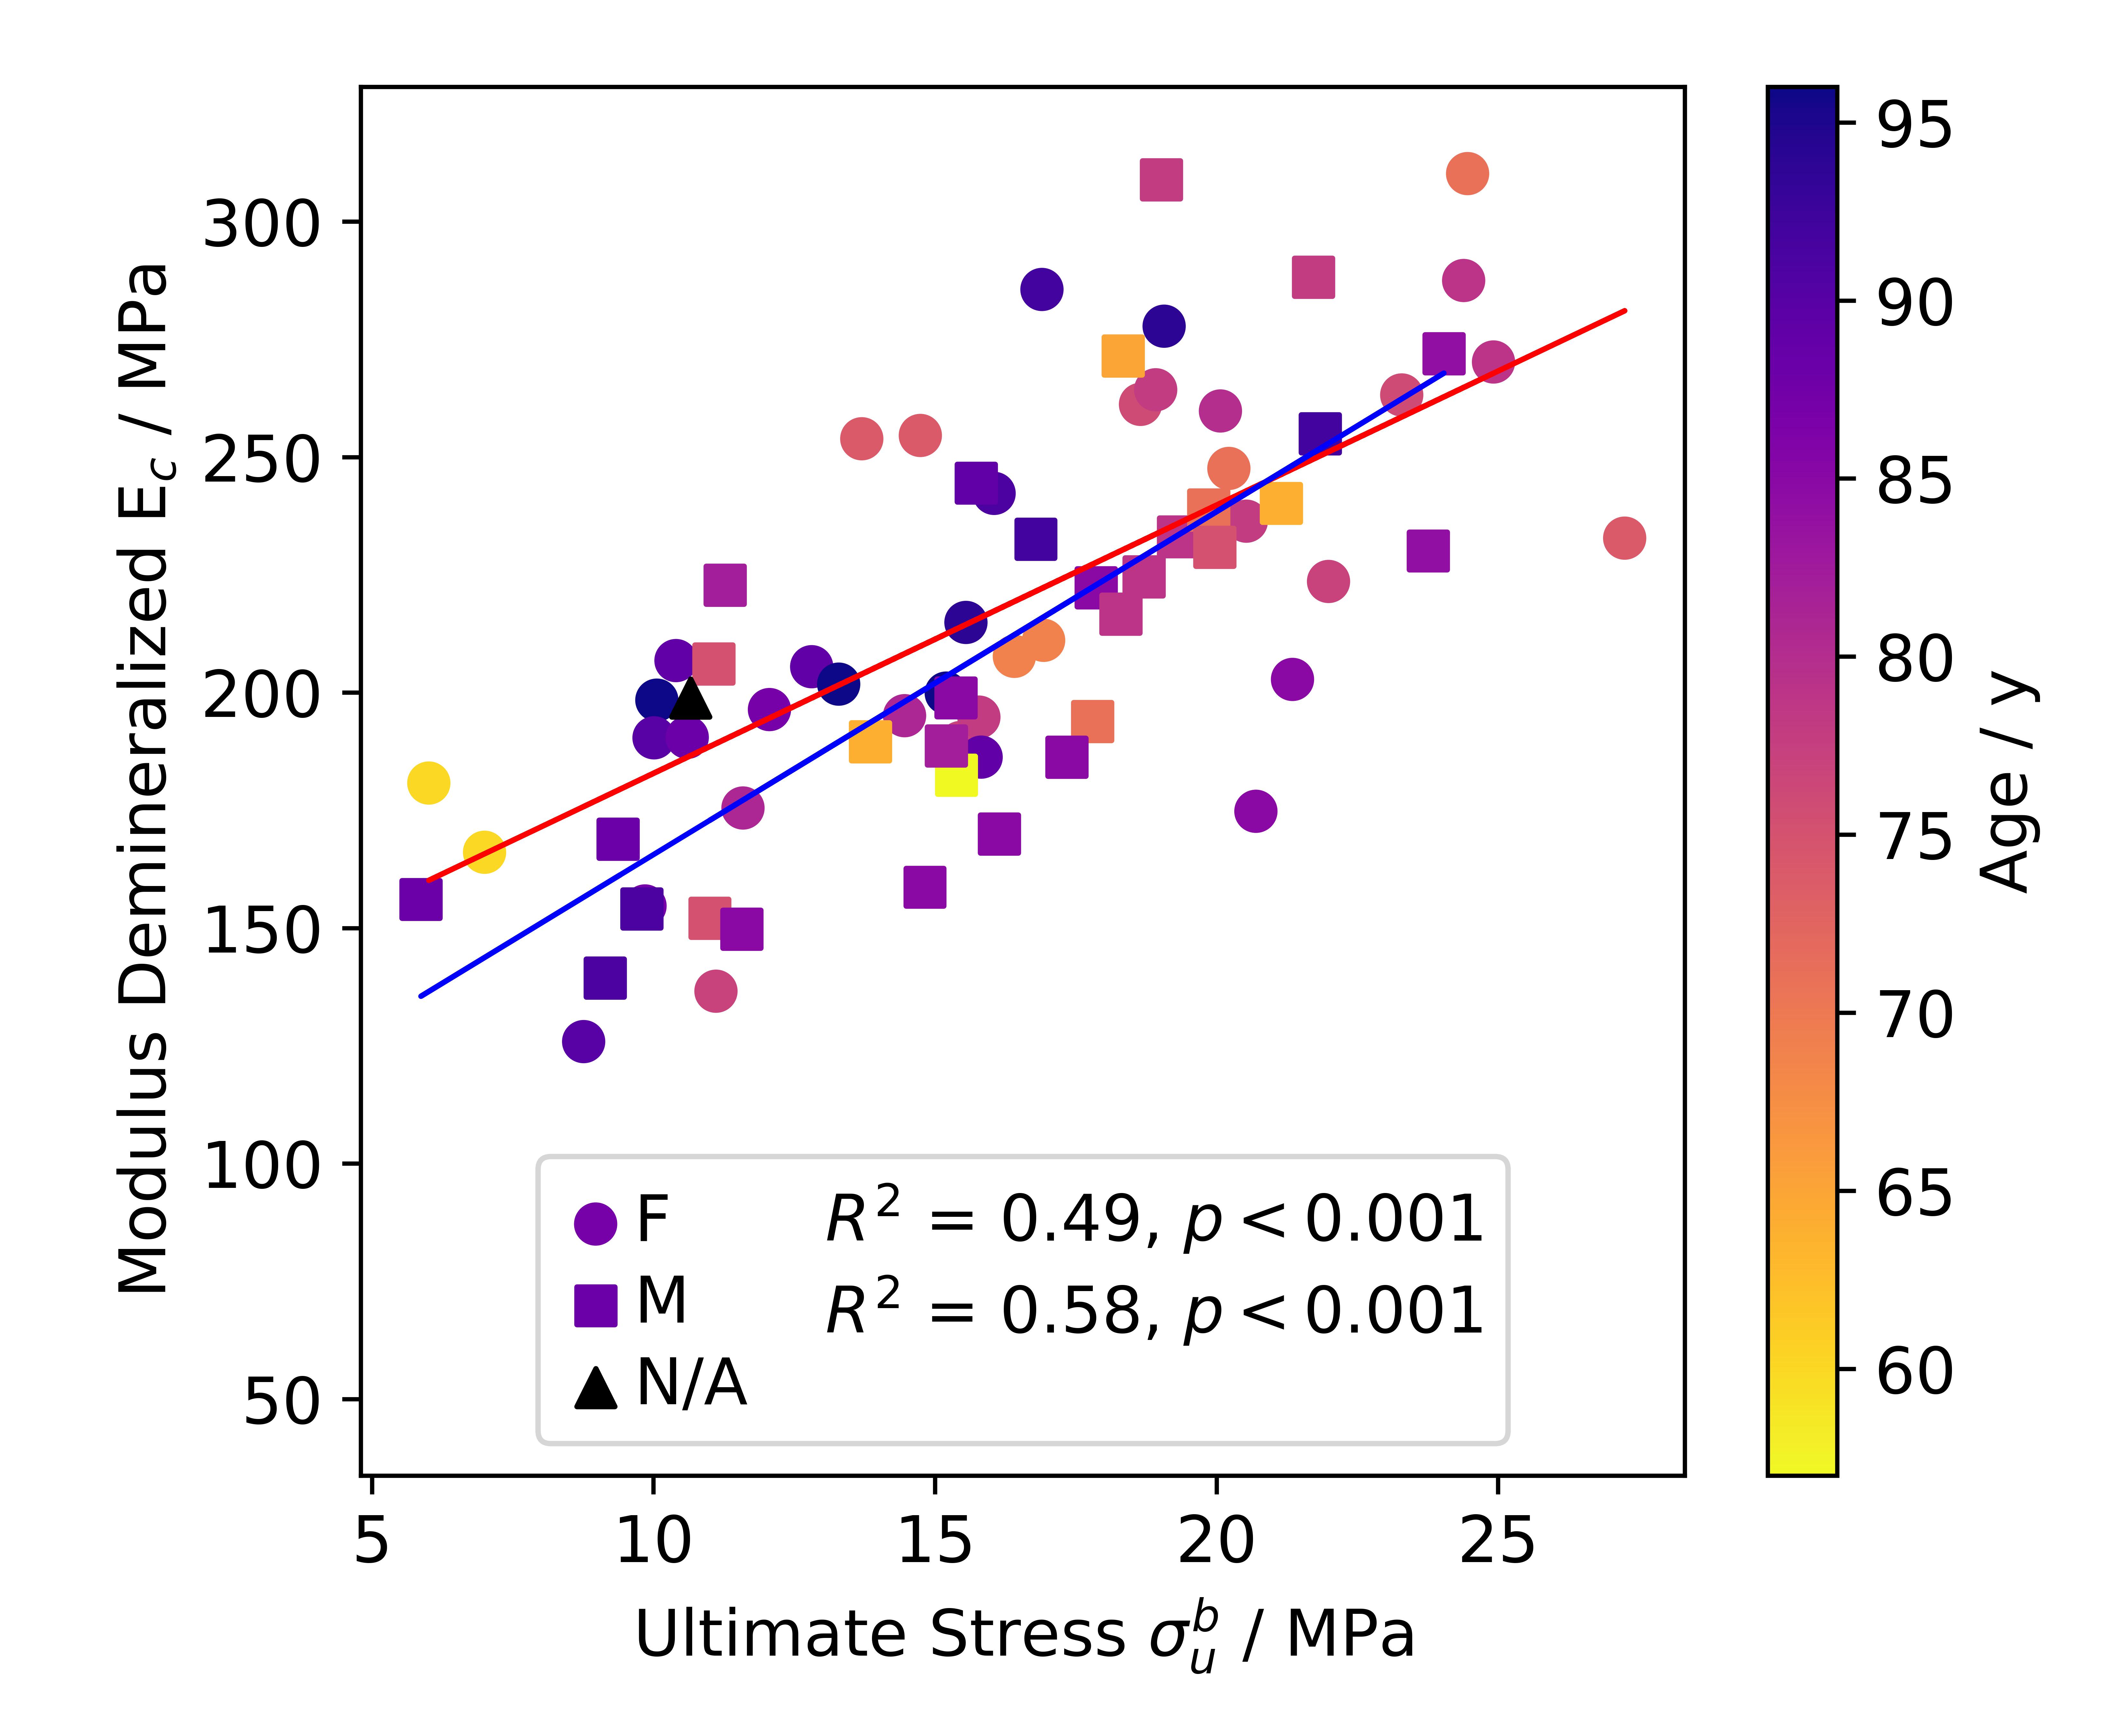 300
250
200
150
100
50
Modulus Demineralized E_c / MPa
F R² = 0.49, p < 0.001
M R² = 0.58, p < 0.001
N/A
5 10 15 20 25
Ultimate Stress σ_u^b / MPa
95
90
85
80
75
70
65
60
Age / y